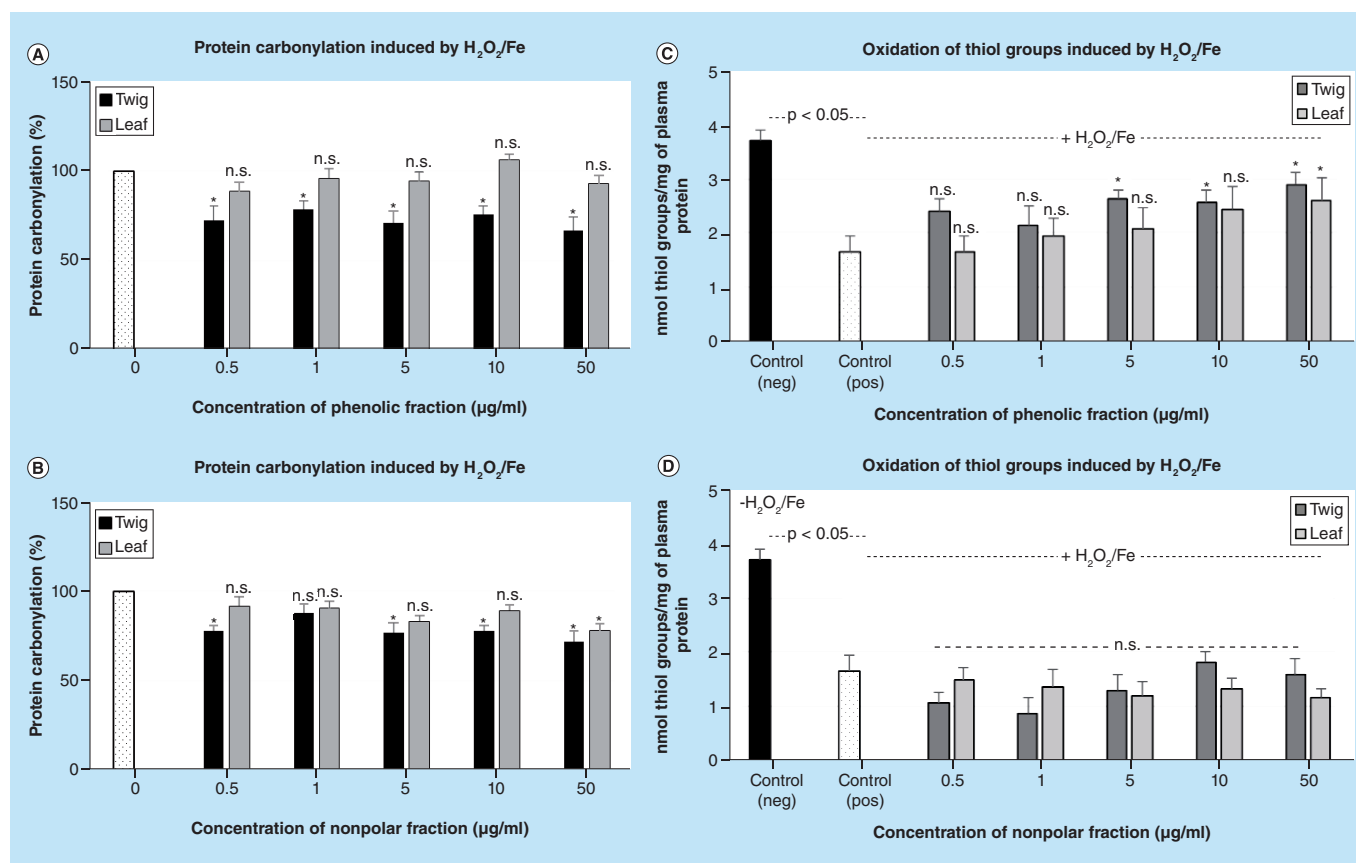 A
Protein carbonylation induced by H₂O₂/Fe
Protein carbonylation (%)
150
100
50
0
Twig
Leaf
* n.s.
* n.s.
* n.s.
* n.s.
* n.s.
0 0.5 1 5 10 50
Concentration of phenolic fraction (µg/ml)
B
Protein carbonylation induced by H₂O₂/Fe
Protein carbonylation (%)
150
100
50
0
Twig
Leaf
* n.s.
n.s. n.s.
* n.s.
* n.s.
* *
0 0.5 1 5 10 50
Concentration of nonpolar fraction (µg/ml)
C
Oxidation of thiol groups induced by H₂O₂/Fe
nmol thiol groups/mg of plasma
protein
5
4
3
2
1
0
Twig
Leaf
p < 0.05
+ H₂O₂/Fe
n.s. n.s.
n.s. n.s.
* n.s.
* n.s.
* *
Control (neg) Control (pos) 0.5 1 5 10 50
Concentration of phenolic fraction (µg/ml)
D
Oxidation of thiol groups induced by H₂O₂/Fe
nmol thiol groups/mg of plasma
protein
5
4
3
2
1
0
-H₂O₂/Fe
Twig
Leaf
p < 0.05
+ H₂O₂/Fe
n.s.
Control (neg) Control (pos) 0.5 1 5 10 50
Concentration of nonpolar fraction (µg/ml)